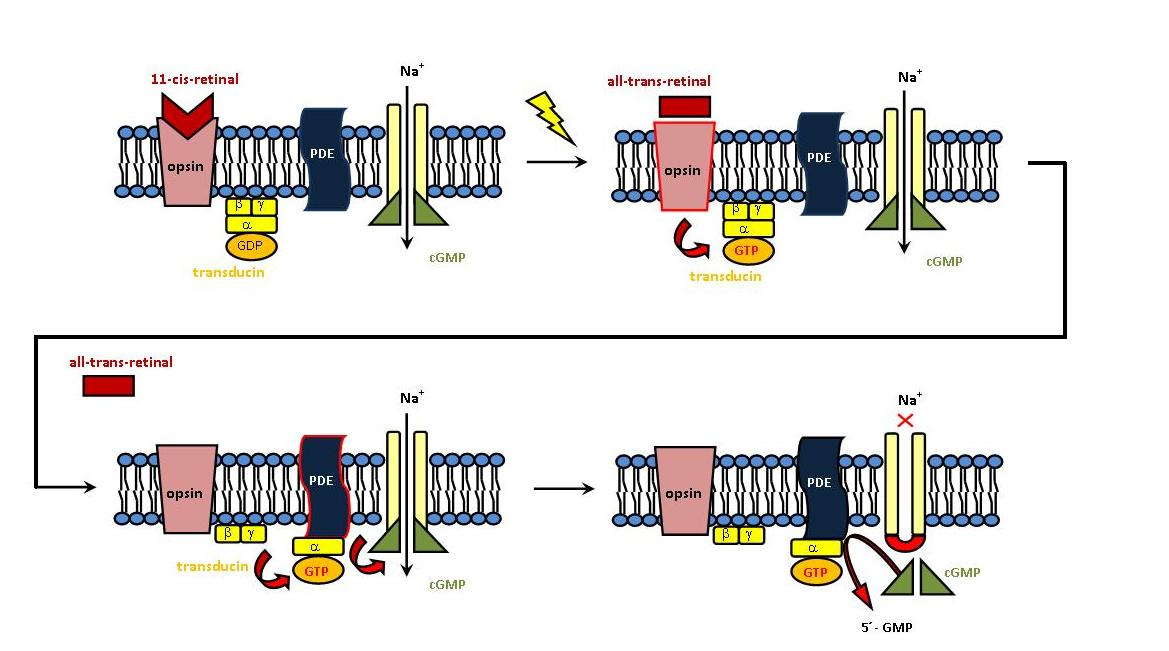 11-cis-retinal
Na+
opsin
PDE
β γ
α
GDP
transducin
cGMP
all-trans-retinal
Na+
opsin
PDE
β γ
α
GTP
transducin
cGMP
all-trans-retinal
Na+
opsin
PDE
β γ
α
GTP
transducin
cGMP
Na+
opsin
PDE
β γ
α
GTP
cGMP
5´- GMP